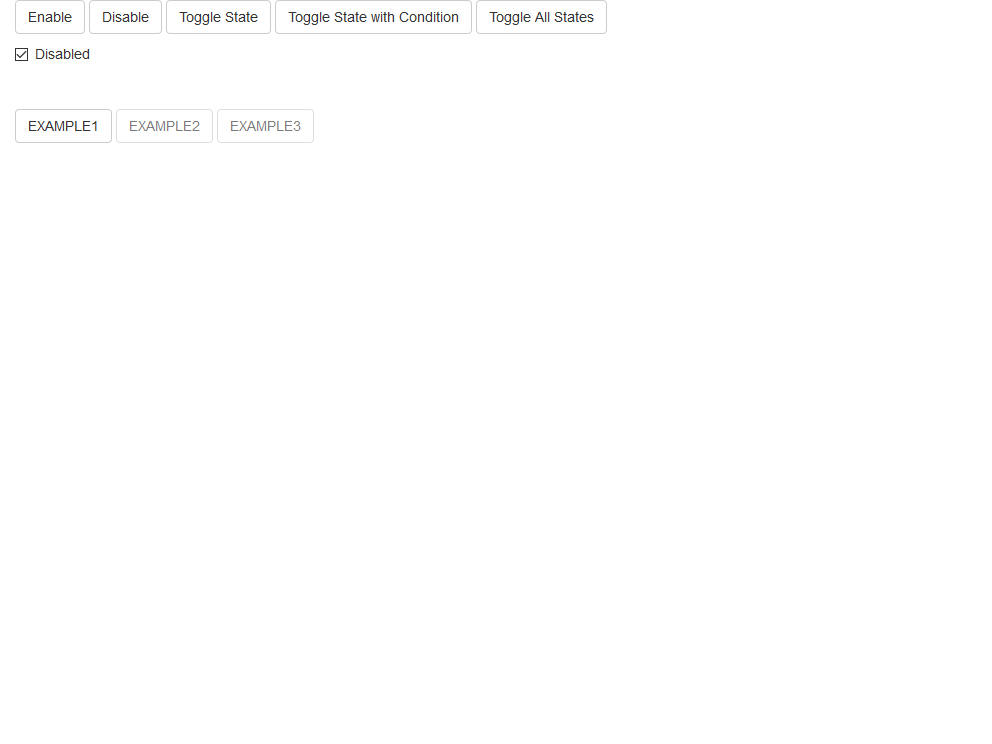 Enable Disable Toggle State Toggle State with Condition Toggle All States
Disabled
EXAMPLE1 EXAMPLE2 EXAMPLE3